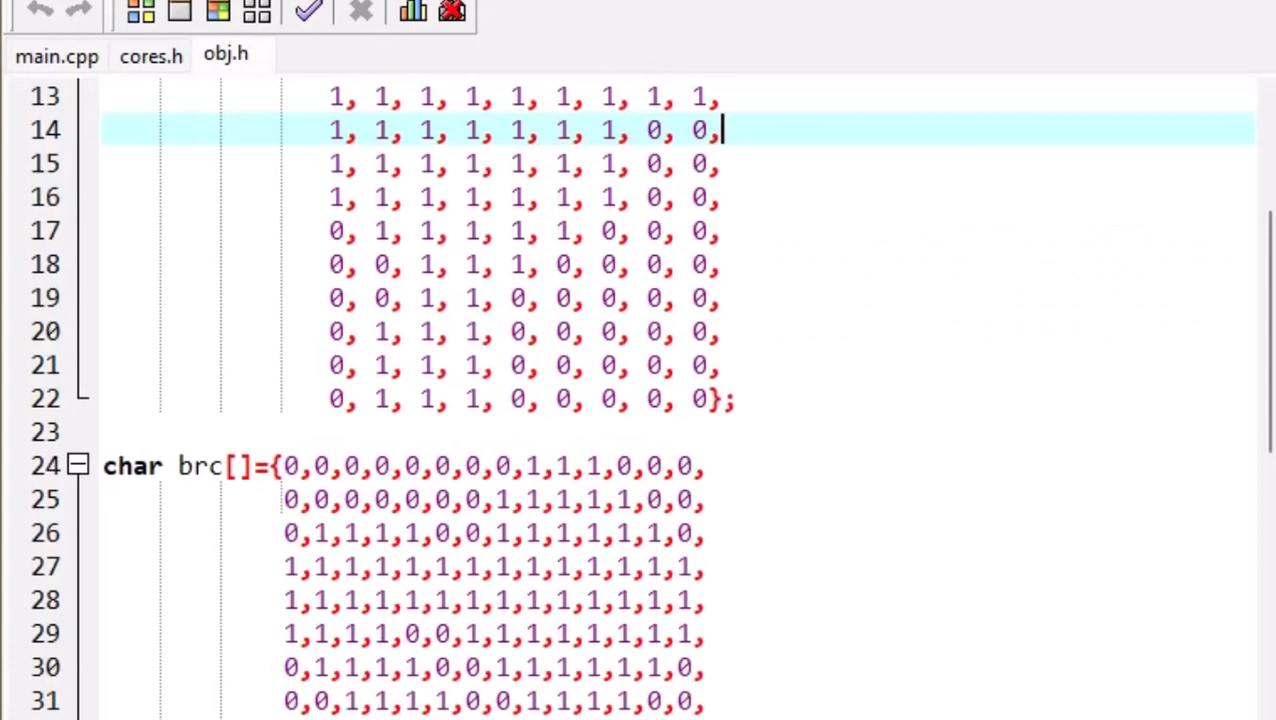 main.cpp cores.h obj.h
13 1, 1, 1, 1, 1, 1, 1, 1, 1,
14 1, 1, 1, 1, 1, 1, 1, 0, 0,
15 1, 1, 1, 1, 1, 1, 1, 0, 0,
16 1, 1, 1, 1, 1, 1, 1, 0, 0,
17 0, 1, 1, 1, 1, 1, 0, 0, 0,
18 0, 0, 1, 1, 1, 0, 0, 0, 0,
19 0, 0, 1, 1, 0, 0, 0, 0, 0,
20 0, 1, 1, 1, 0, 0, 0, 0, 0,
21 0, 1, 1, 1, 0, 0, 0, 0, 0,
22 0, 1, 1, 1, 0, 0, 0, 0, 0};
23
24 char brc[]={0,0,0,0,0,0,0,0,1,1,1,0,0,0,
25 0,0,0,0,0,0,0,1,1,1,1,1,0,0,
26 0,1,1,1,1,0,0,1,1,1,1,1,1,0,
27 1,1,1,1,1,1,1,1,1,1,1,1,1,1,
28 1,1,1,1,1,1,1,1,1,1,1,1,1,1,
29 1,1,1,1,0,0,1,1,1,1,1,1,1,1,
30 0,1,1,1,1,0,0,1,1,1,1,1,1,0,
31 0,0,1,1,1,1,0,0,1,1,1,1,0,0,